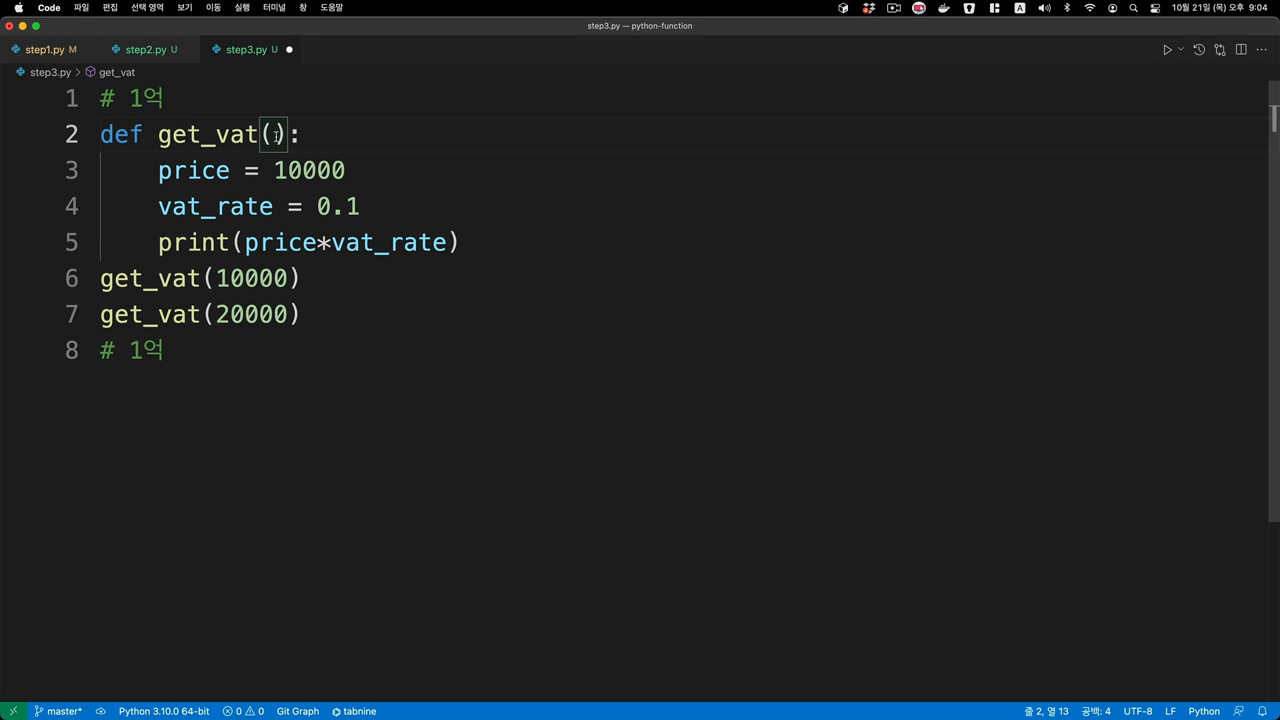 Code 파일 편집 선택 영역 보기 이동 실행 터미널 창 도움말 A 10월 21일 (목) 오후 9:04
step3.py — python-function
step1.py M step2.py U step3.py U
step3.py > get_vat
1 # 1억
2 def get_vat():
3 price = 10000
4 vat_rate = 0.1
5 print(price*vat_rate)
6 get_vat(10000)
7 get_vat(20000)
8 # 1억
master* Python 3.10.0 64-bit 0 0 Git Graph tabnine 줄 2, 열 13 공백: 4 UTF-8 LF Python